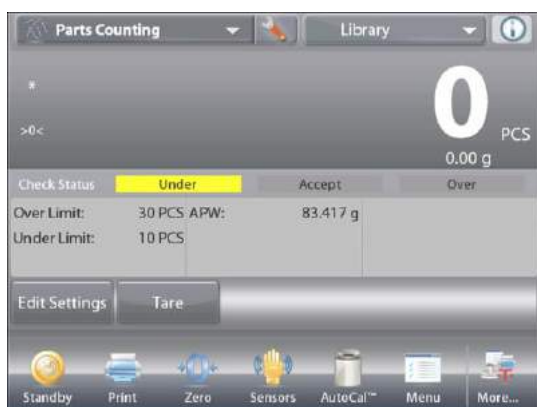 Parts Counting Library
*
>0<
0 PCS
0.00 g
Check Status Under Accept Over
Over Limit: 30 PCS APW: 83.417 g
Under Limit: 10 PCS
Edit Settings Tare
Standby Print Zero Sensors AutoCal™ Menu More...